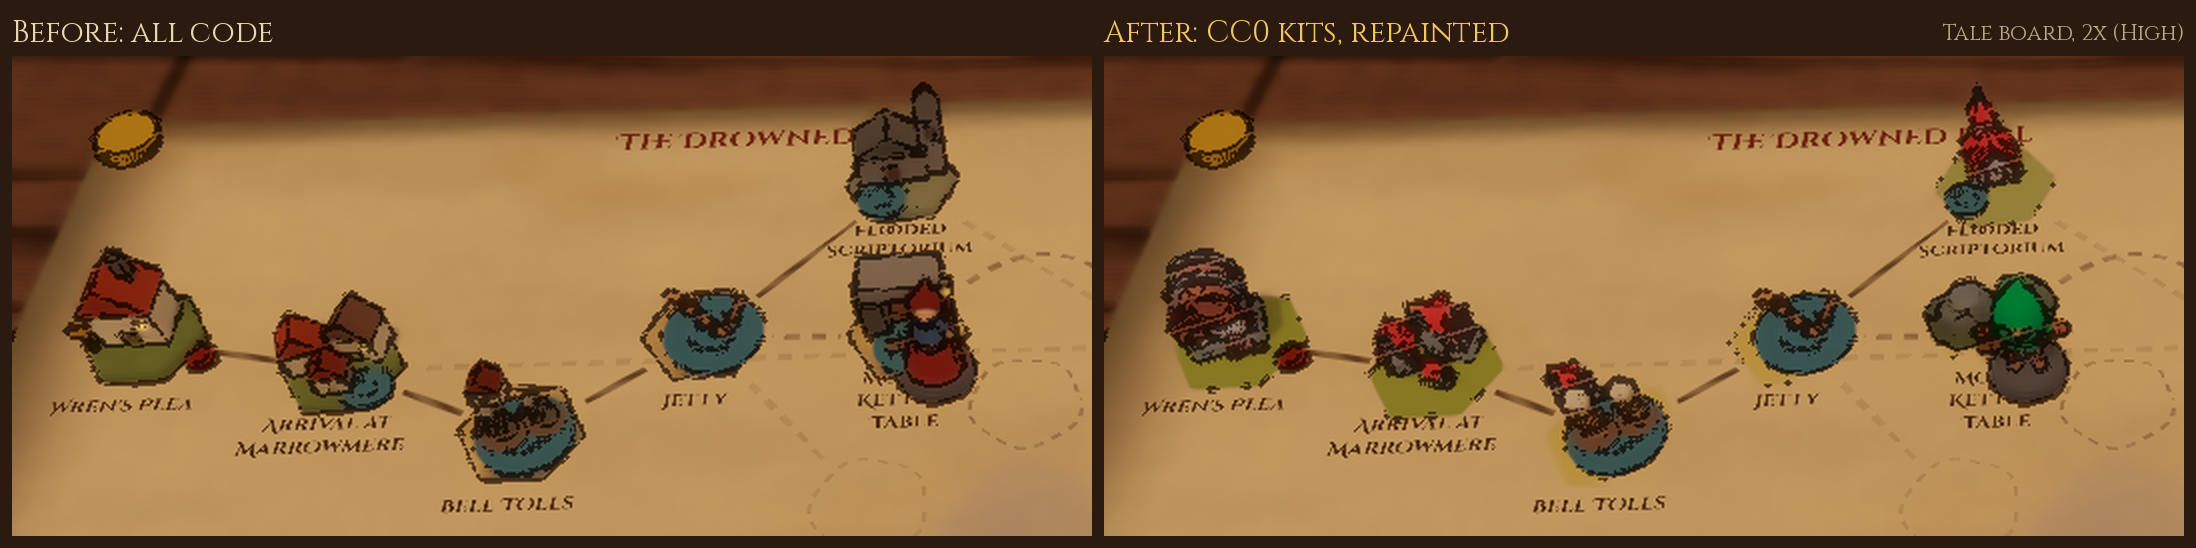 BEFORE: ALL CODE
AFTER: CC0 KITS, REPAINTED
TALE BOARD, 2X (HIGH)
THE DROWNED
FLOODED
SCRIPTORIUM
WREN'S PLEA
ARRIVAL AT
MARROWMERE
BELL TOLLS
JETTY
TABLE
THE DROWNED
FLOODED
SCRIPTORIUM
WREN'S PLEA
ARRIVAL AT
MARROWMERE
BELL TOLLS
JETTY
TABLE